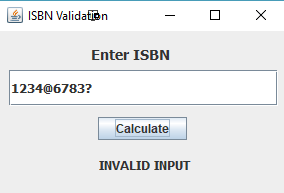 ISBN Validation
Enter ISBN
1234@6783?
Calculate
INVALID INPUT